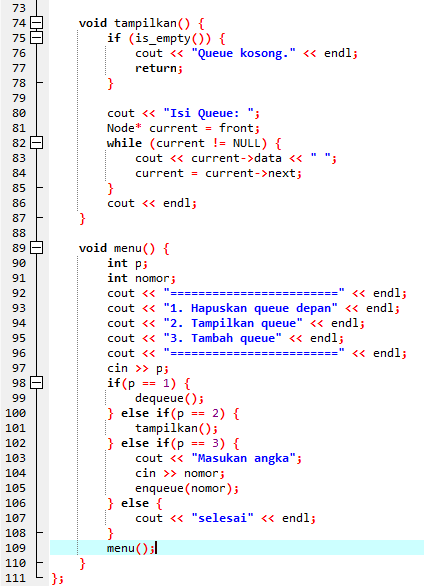 73
74 void tampilkan() {
75 if (is_empty()) {
76 cout << "Queue kosong." << endl;
77 return;
78 }
79
80 cout << "Isi Queue: ";
81 Node* current = front;
82 while (current != NULL) {
83 cout << current->data << " ";
84 current = current->next;
85 }
86 cout << endl;
87 }
88
89 void menu() {
90 int p;
91 int nomor;
92 cout << "========================" << endl;
93 cout << "1. Hapuskan queue depan" << endl;
94 cout << "2. Tampilkan queue" << endl;
95 cout << "3. Tambah queue" << endl;
96 cout << "========================" << endl;
97 cin >> p;
98 if(p == 1) {
99 dequeue();
100 } else if(p == 2) {
101 tampilkan();
102 } else if(p == 3) {
103 cout << "Masukan angka";
104 cin >> nomor;
105 enqueue(nomor);
106 } else {
107 cout << "selesai" << endl;
108 }
109 menu();
110 }
111 };